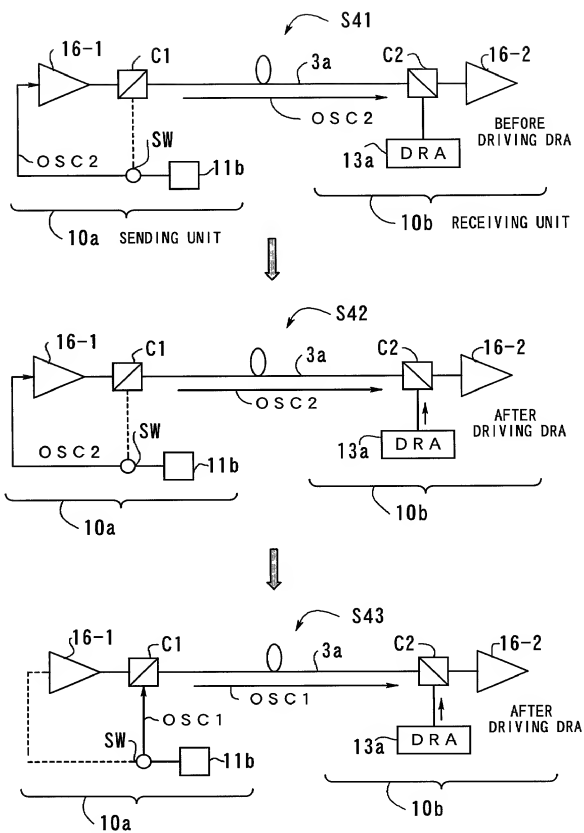 S41
16-1
C1
3a
C2
16-2
OSC2
BEFORE
DRIVING DRA
OSC2
SW
11b
13a
DRA
10a SENDING UNIT
10b RECEIVING UNIT
S42
16-1
C1
3a
C2
16-2
OSC2
AFTER
DRIVING DRA
OSC2
SW
11b
13a
DRA
10a
10b
S43
16-1
C1
3a
C2
16-2
OSC1
OSC1
AFTER
DRIVING DRA
SW
11b
13a
DRA
10a
10b